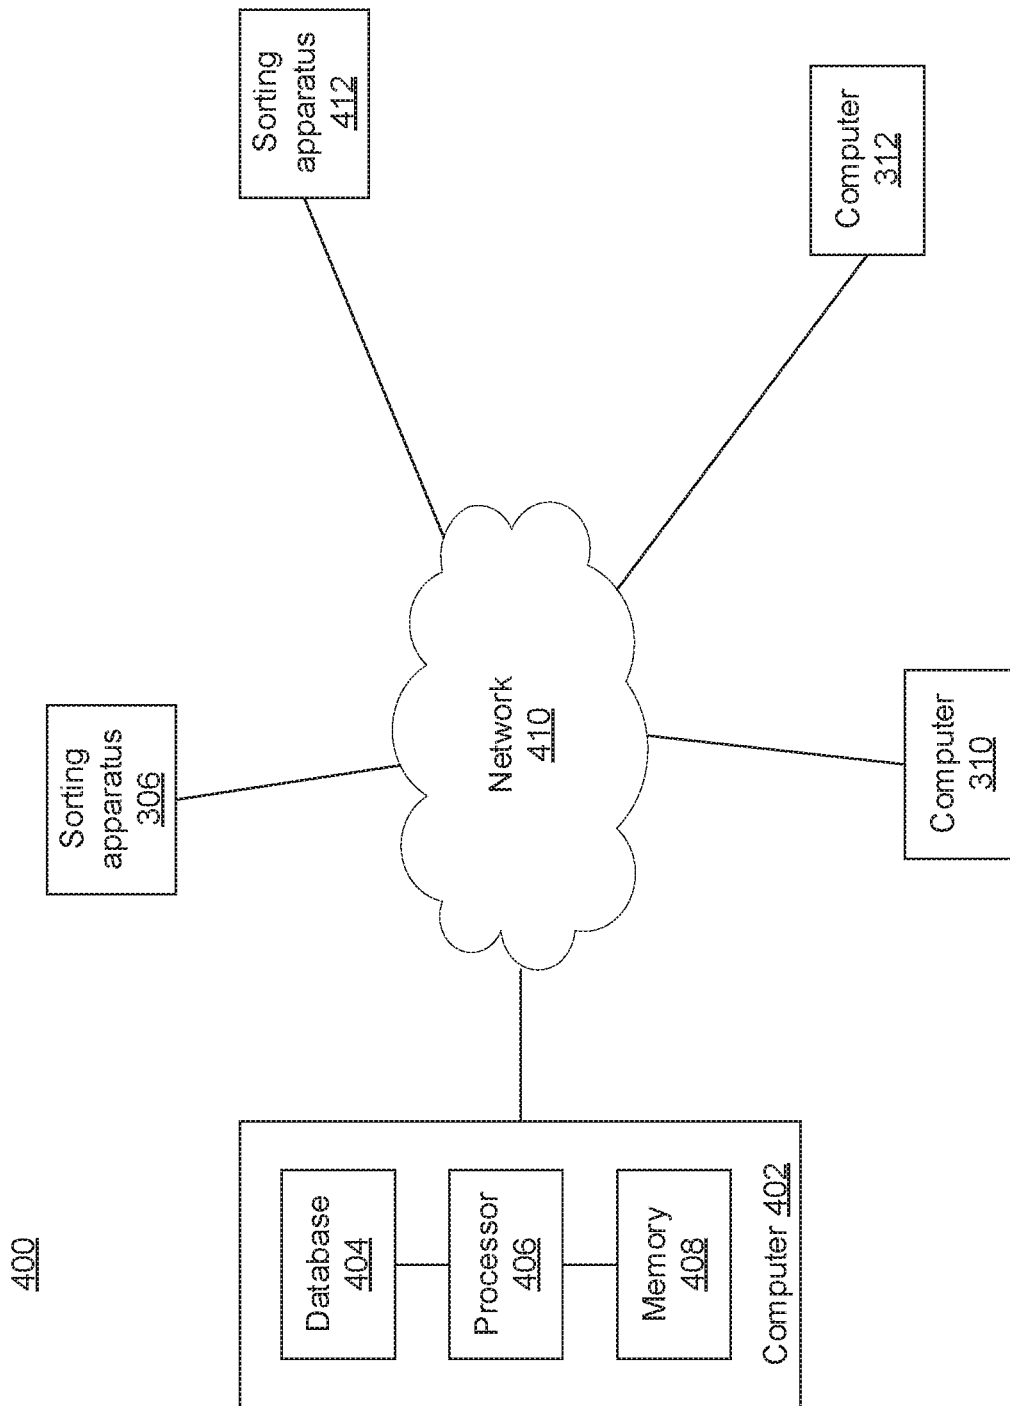 400
Database
404
Processor
406
Memory
408
Computer 402
Sorting
apparatus
306
Network
410
Computer
310
Sorting
apparatus
412
Computer
312